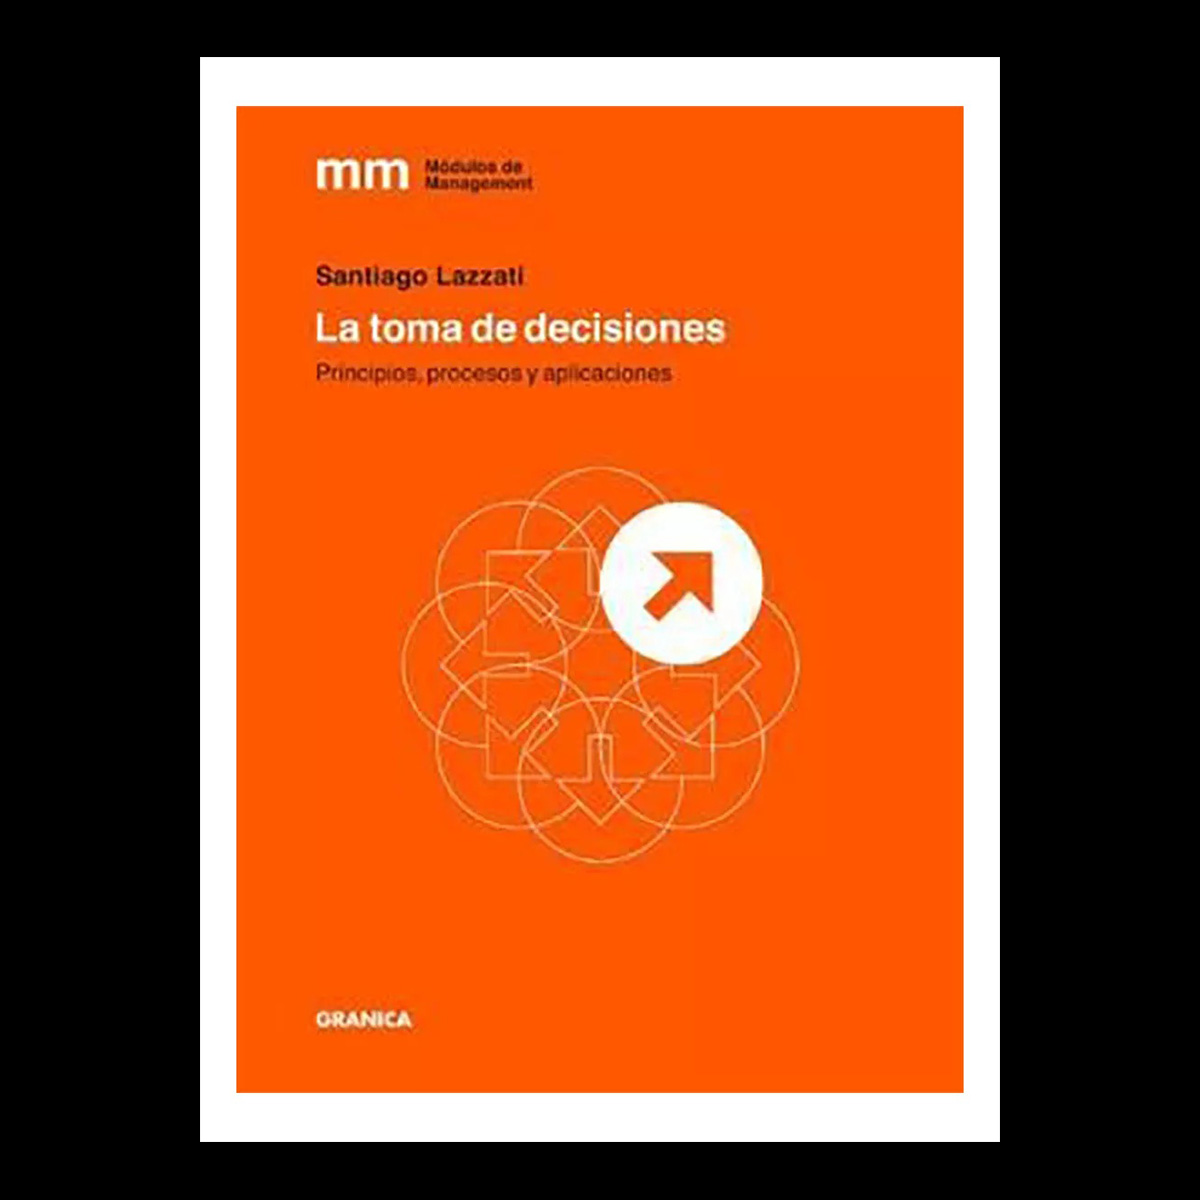 mm
Módulos de
Management
Santiago Lazzati
La toma de decisiones
Principios, procesos y aplicaciones
GRANICA